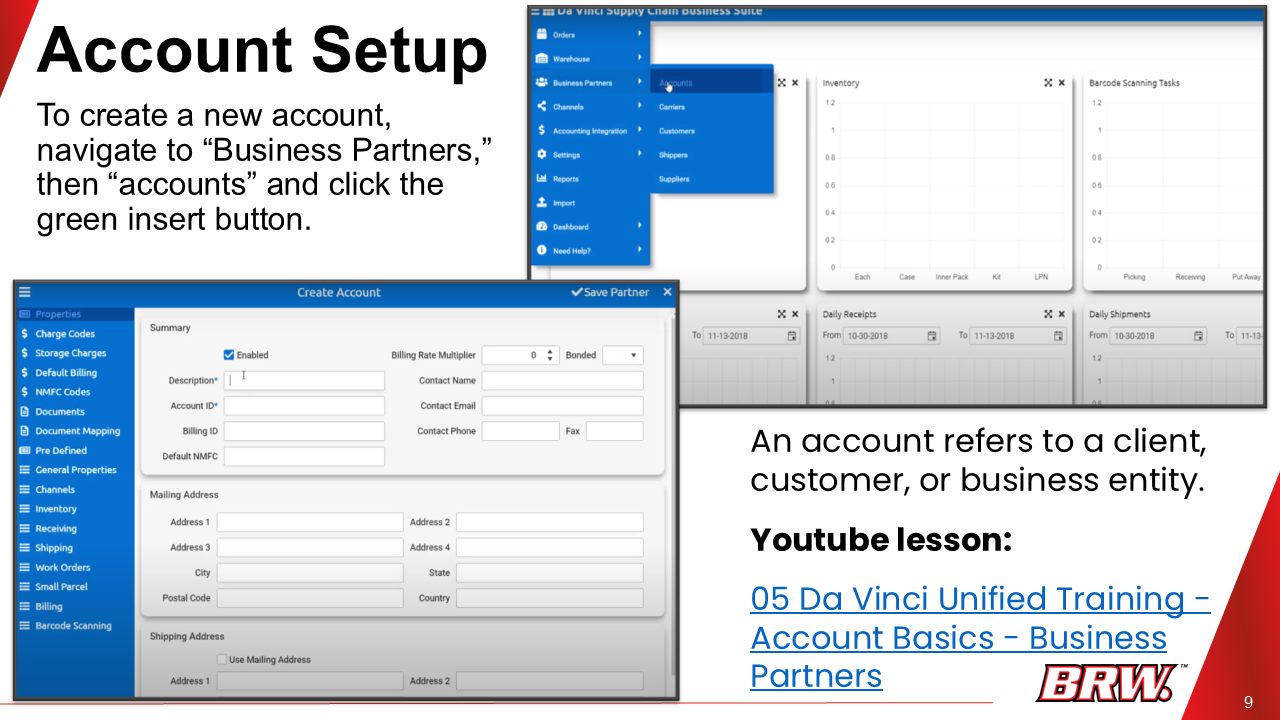 Account Setup
To create a new account,
navigate to “Business Partners,”
then “accounts” and click the
green insert button.
Da Vinci Supply Chain Business Suite
Orders
Warehouse
Business Partners
Channels
Accounting Integration
Settings
Reports
Import
Dashboard
Need Help?
Accounts
Carriers
Customers
Shippers
Suppliers
Inventory
1.2
1
0.8
0.6
0.4
0.2
0
Each Case Inner Pack Kit LPN
Barcode Scanning Tasks
1.2
1
0.8
0.6
0.4
0.2
0
Picking Receiving Put Away
To 11-13-2018
Daily Receipts
From 10-30-2018 To 11-13-2018
1.2
1
0.8
Daily Shipments
From 10-30-2018 To 11-13-
1.2
1
0.8
Create Account Save Partner
Properties
Charge Codes
Storage Charges
Default Billing
NMFC Codes
Documents
Document Mapping
Pre Defined
General Properties
Channels
Inventory
Receiving
Shipping
Work Orders
Small Parcel
Billing
Barcode Scanning
Summary
Enabled Billing Rate Multiplier 0 Bonded
Description* Contact Name
Account ID* Contact Email
Billing ID Contact Phone Fax
Default NMFC
Mailing Address
Address 1 Address 2
Address 3 Address 4
City State
Postal Code Country
Shipping Address
Use Mailing Address
Address 1 Address 2
An account refers to a client,
customer, or business entity.
Youtube lesson:
05 Da Vinci Unified Training -
Account Basics - Business
Partners
BRW.™
9